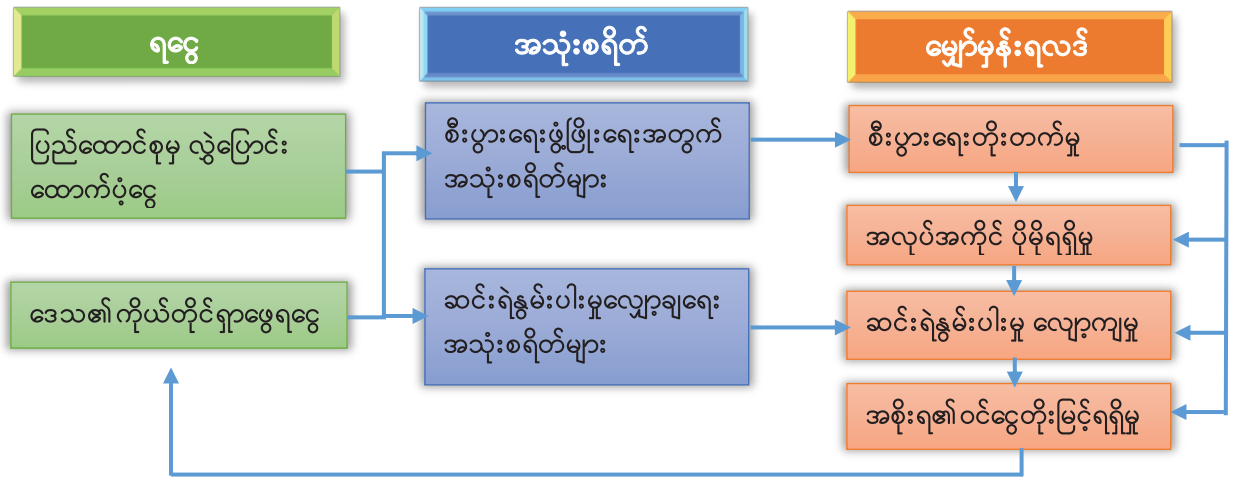 ရငွေ
အသုံးစရိတ်
မျှော်မှန်းရလဒ်
ပြည်ထောင်စုမှ လွှဲပြောင်း
ထောက်ပံ့ငွေ
ဒေသ၏ကိုယ်တိုင်ရှာဖွေရငွေ
စီးပွားရေးဖွံ့ဖြိုးရေးအတွက်
အသုံးစရိတ်များ
ဆင်းရဲနွမ်းပါးမှုလျှော့ချရေး
အသုံးစရိတ်များ
စီးပွားရေးတိုးတက်မှု
အလုပ်အကိုင် ပိုမိုရရှိမှု
ဆင်းရဲနွမ်းပါးမှု လျော့ကျမှု
အစိုးရ၏ဝင်ငွေတိုးမြင့်ရရှိမှု